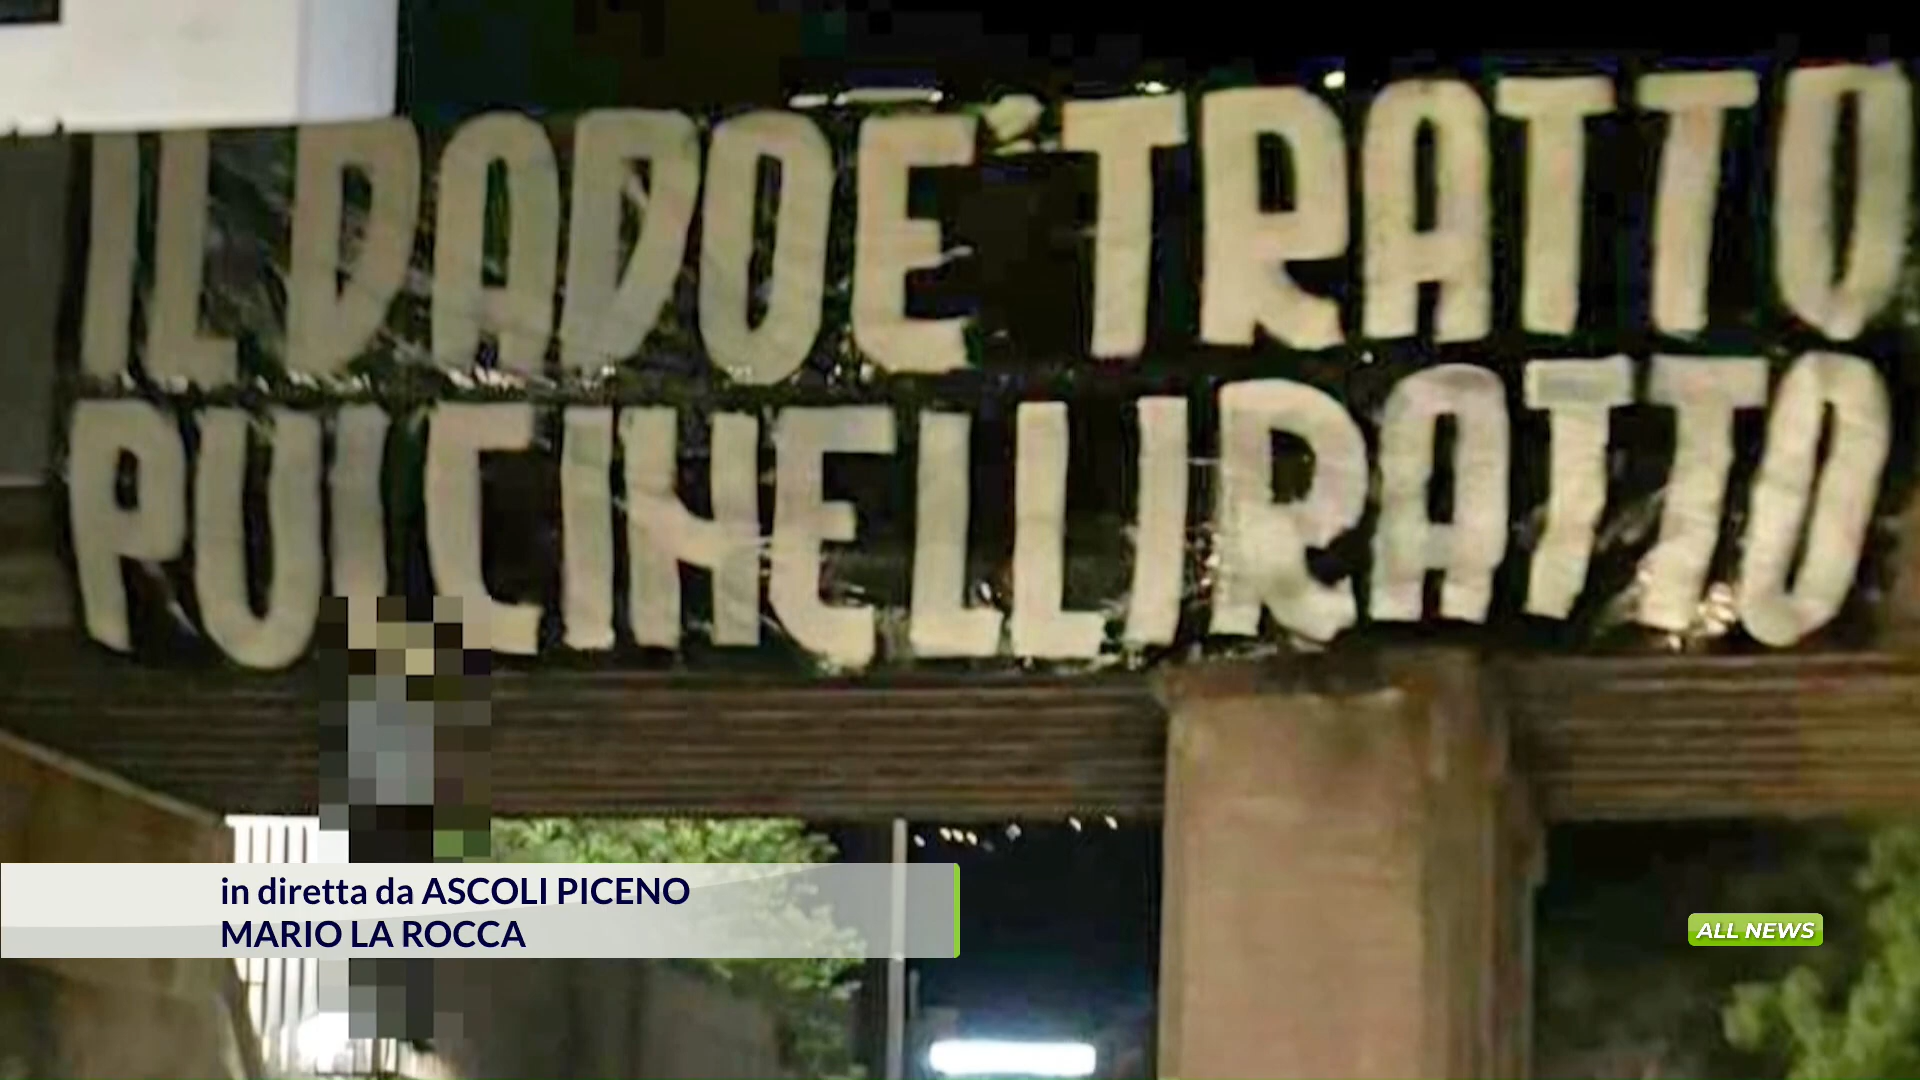 IL DADO E' TRATTO
PULCINELLI RATTO
in diretta da ASCOLI PICENO
MARIO LA ROCCA
ALL NEWS